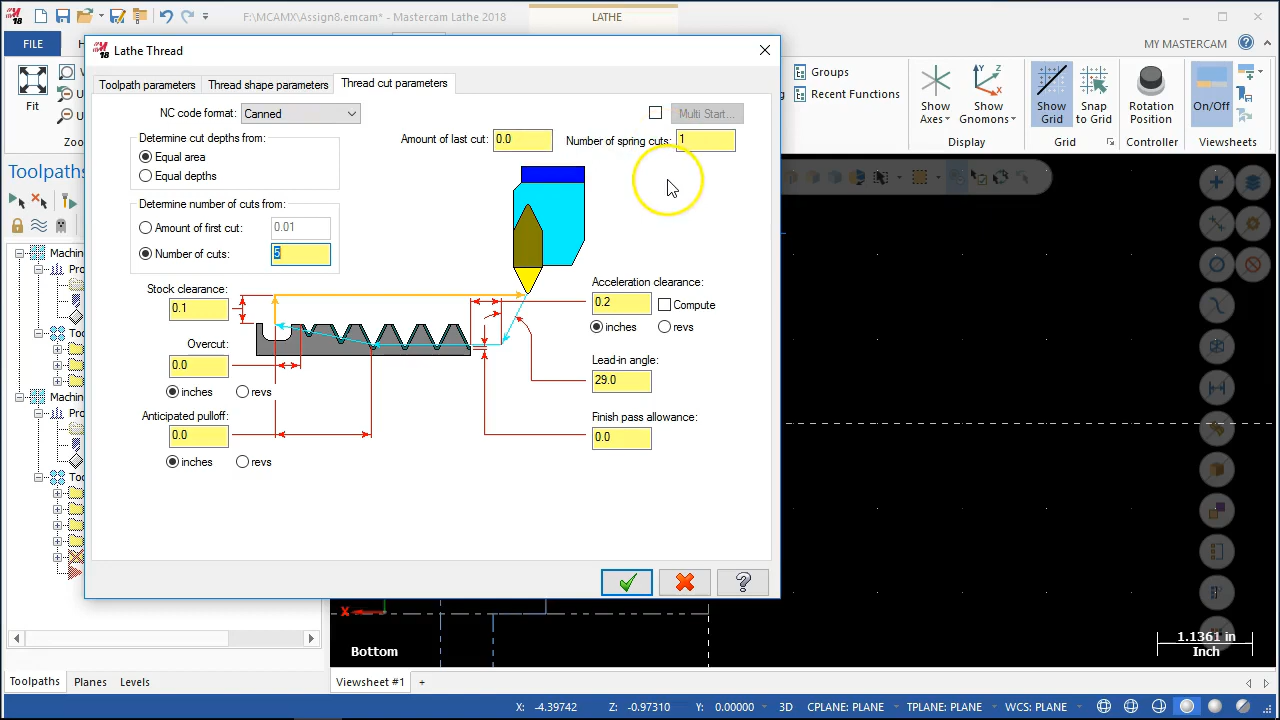 F:\MCAMX\Assign8.emcam* - Mastercam Lathe 2018
LATHE
FILE
H
MY MASTERCAM
Lathe Thread
Toolpath parameters
Thread shape parameters
Thread cut parameters
NC code format:
Canned
Multi Start...
Determine cut depths from:
Equal area
Equal depths
Amount of last cut:
0.0
Number of spring cuts:
1
Determine number of cuts from:
Amount of first cut:
0.01
Number of cuts:
5
Stock clearance:
0.1
Acceleration clearance:
0.2
Compute
inches
revs
Overcut:
0.0
inches
revs
Lead-in angle:
29.0
Anticipated pulloff:
0.0
inches
revs
Finish pass allowance:
0.0
Fit
Zoo
Groups
Recent Functions
Show
Axes
Show
Gnomons
Show
Grid
Snap
to Grid
Rotation
Position
On/Off
Display
Grid
Controller
Viewsheets
Toolpaths
Machin
Pro
Too
Machin
Pro
Too
X
Bottom
1.1361 in
Inch
Toolpaths
Planes
Levels
Viewsheet #1
+
X: -4.39742
Z: -0.97310
Y: 0.00000
3D
CPLANE: PLANE
TPLANE: PLANE
WCS: PLANE